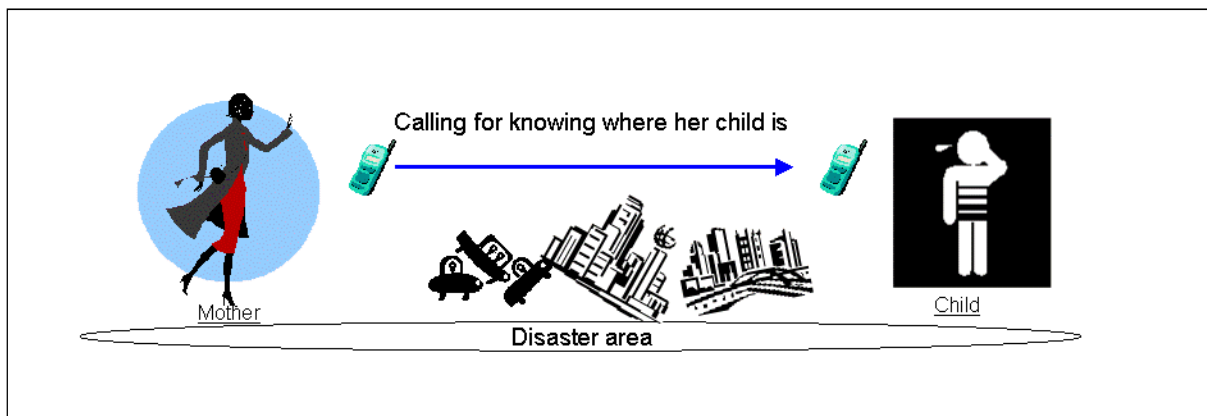 Calling for knowing where her child is
Mother
Child
Disaster area